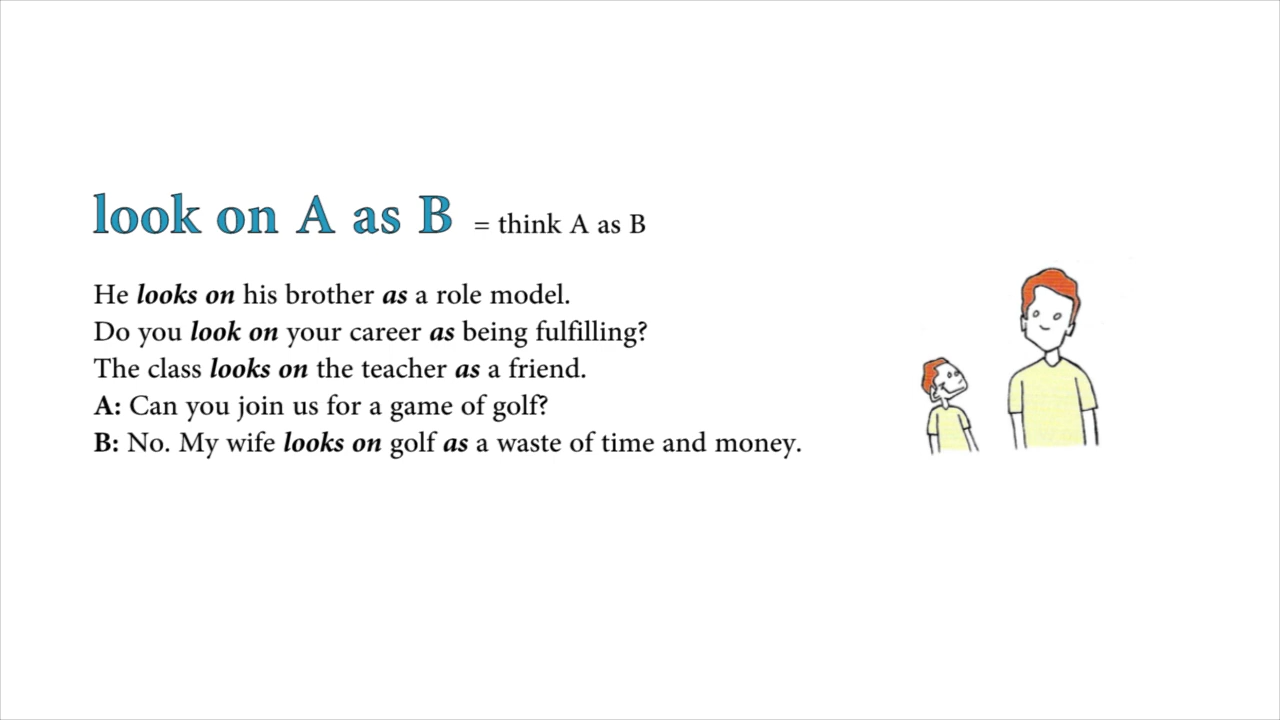 look on A as B = think A as B
He looks on his brother as a role model.
Do you look on your career as being fulfilling?
The class looks on the teacher as a friend.
A: Can you join us for a game of golf?
B: No. My wife looks on golf as a waste of time and money.